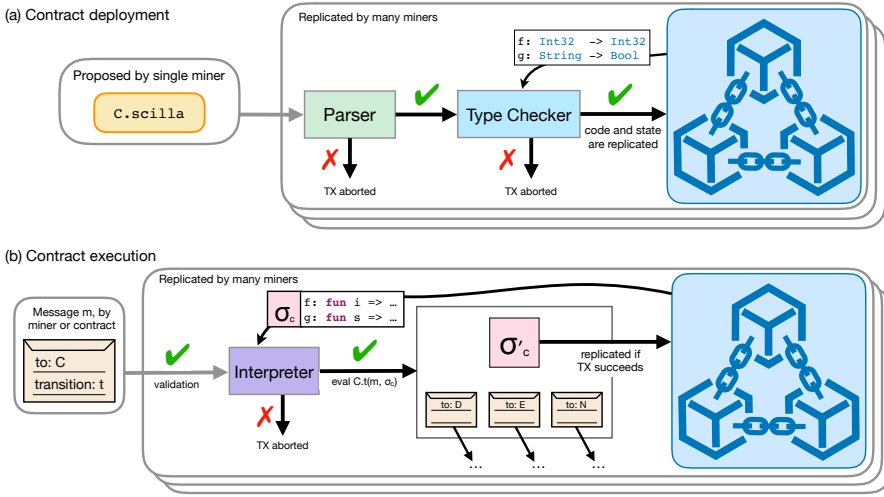 (a) Contract deployment
Replicated by many miners
Proposed by single miner
C.scilla
f: Int32 -> Int32
g: String -> Bool
Parser
Type Checker
code and state
are replicated
TX aborted
TX aborted
(b) Contract execution
Replicated by many miners
Message m, by
miner or contract
to: C
transition: t
validation
σc
f: fun i => …
g: fun s => …
Interpreter
eval C.t(m, σc)
TX aborted
σ'c
replicated if
TX succeeds
to: D
to: E
to: N
…
…
…